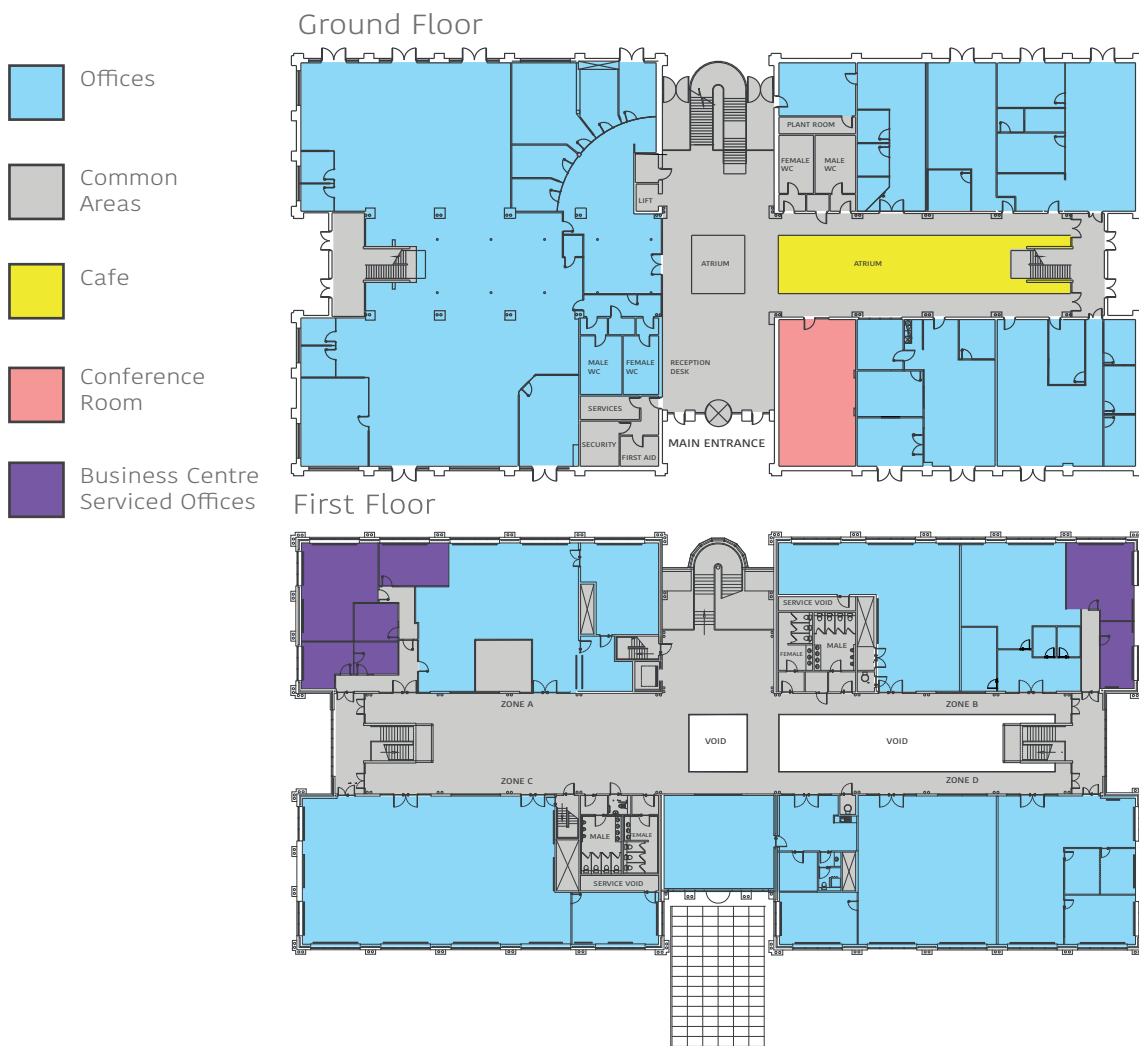 Ground Floor
Offices
Common
Areas
Cafe
Conference
Room
Business Centre
Serviced Offices
PLANT ROOM
FEMALE
WC
MALE
WC
LIFT
ATRIUM
ATRIUM
MALE
WC
FEMALE
WC
RECEPTION
DESK
SERVICES
SECURITY
FIRST AID
MAIN ENTRANCE
First Floor
SERVICE VOID
FEMALE
MALE
ZONE A
ZONE B
VOID
VOID
ZONE C
ZONE D
MALE
FEMALE
SERVICE VOID